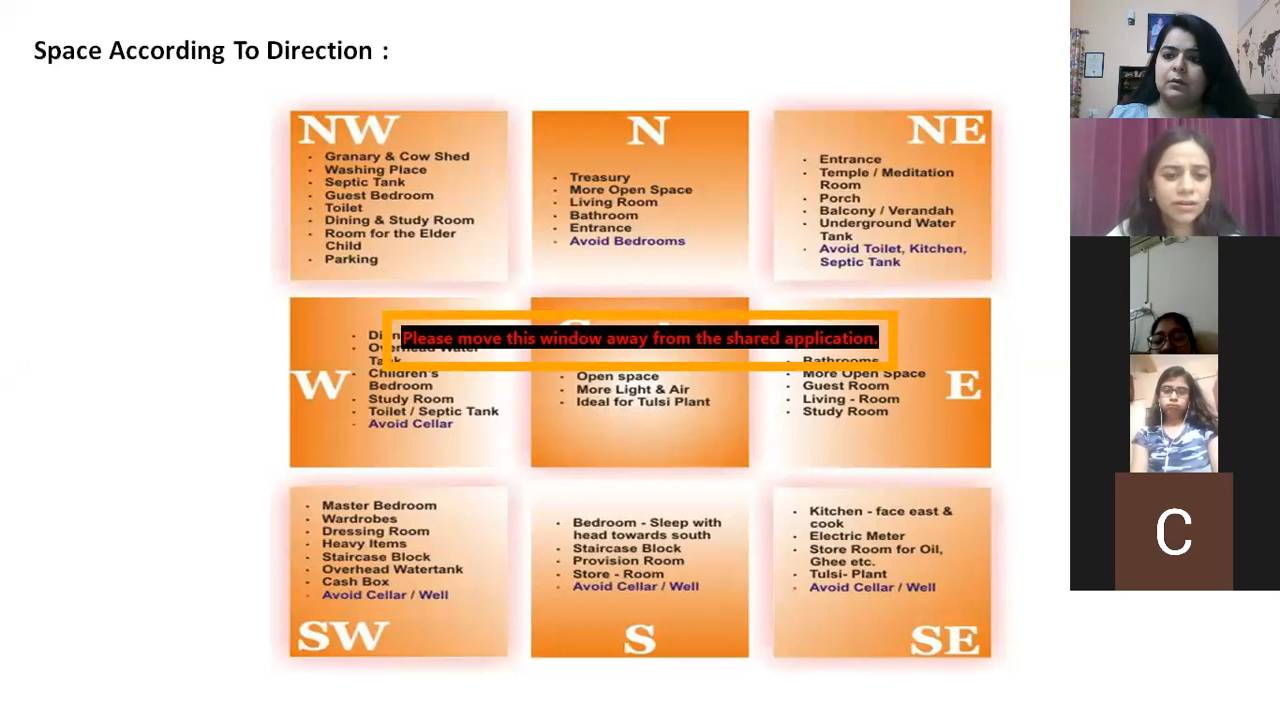 Space According To Direction :
NW
Granary & Cow Shed
Washing Place
Septic Tank
Guest Bedroom
Toilet
Dining & Study Room
Room for the Elder
Child
Parking
N
Treasury
More Open Space
Living Room
Bathroom
Entrance
Avoid Bedrooms
NE
Entrance
Temple / Meditation
Room
Porch
Balcony / Verandah
Underground Water
Tank
Avoid Toilet, Kitchen,
Septic Tank
Please move this window away from the shared application.
W
Overhead Water
Tank
Children's
Bedroom
Study Room
Toilet / Septic Tank
Avoid Cellar
Open space
More Light & Air
Ideal for Tulsi Plant
E
Bathrooms
More Open Space
Guest Room
Living - Room
Study Room
Master Bedroom
Wardrobes
Dressing Room
Heavy Items
Staircase Block
Overhead Watertank
Cash Box
Avoid Cellar / Well
SW
Bedroom - Sleep with
head towards south
Staircase Block
Provision Room
Store - Room
Avoid Cellar / Well
S
Kitchen - face east &
cook
Electric Meter
Store Room for Oil,
Ghee etc.
Tulsi- Plant
Avoid Cellar / Well
SE
C